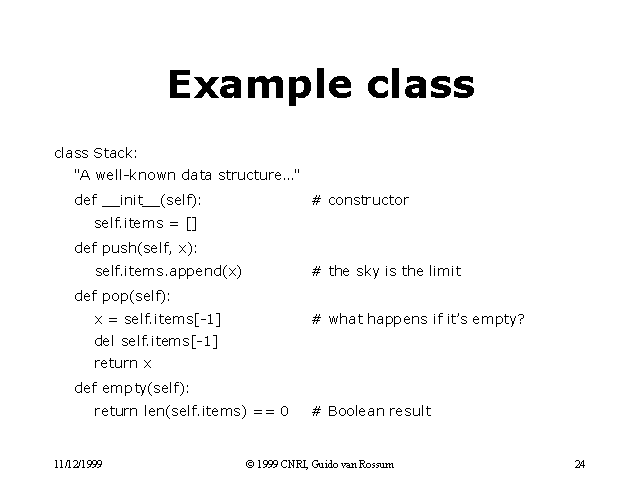 Example class
class Stack:
"A well-known data structure…"
def __init__(self): # constructor
self.items = []
def push(self, x):
self.items.append(x) # the sky is the limit
def pop(self):
x = self.items[-1] # what happens if it’s empty?
del self.items[-1]
return x
def empty(self):
return len(self.items) == 0 # Boolean result
11/12/1999 © 1999 CNRI, Guido van Rossum 24